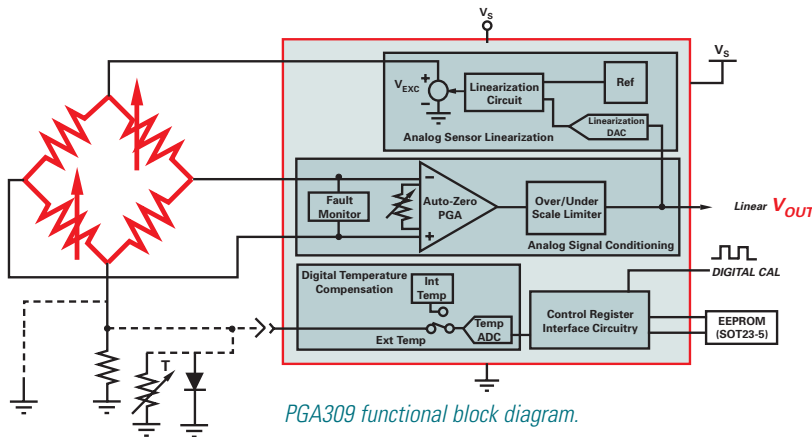 VS
VS
VEXC
+
−
Linearization
Circuit
Ref
Linearization
DAC
Analog Sensor Linearization
Fault
Monitor
−
+
Auto-Zero
PGA
Over/Under
Scale Limiter
Linear VOUT
Analog Signal Conditioning
DIGITAL CAL
Digital Temperature
Compensation
Int
Temp
Ext Temp
Temp
ADC
Control Register
Interface Circuitry
EEPROM
(SOT23-5)
T
PGA309 functional block diagram.